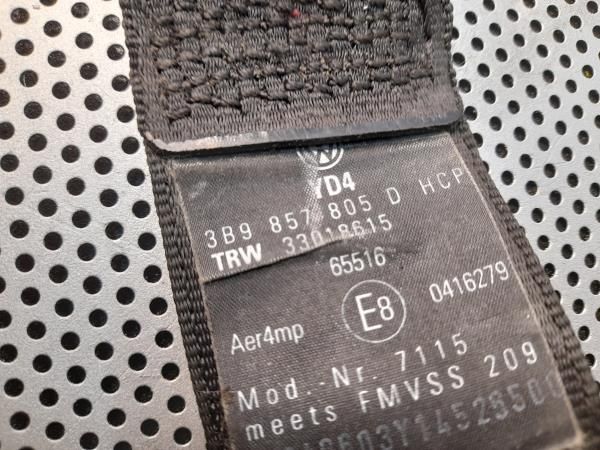 YD4
3B9 857 805 D HCP
TRW 33018615
65516
E8 0416279
Aer4mp
Mod.-Nr. 7115
meets FMVSS 209